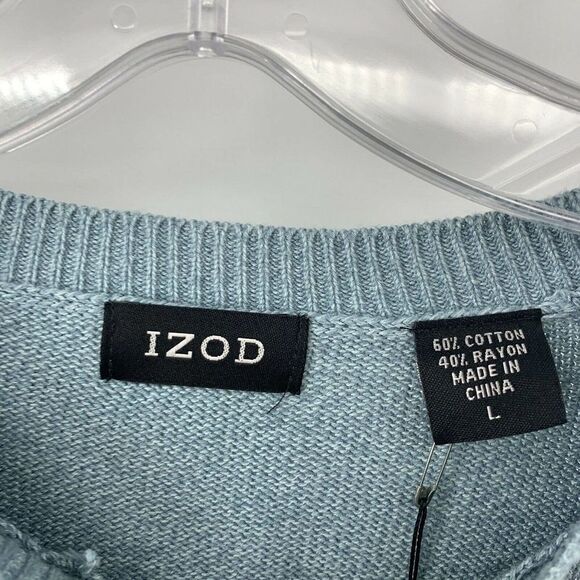 IZOD
60% COTTON
40% RAYON
MADE IN
CHINA
L